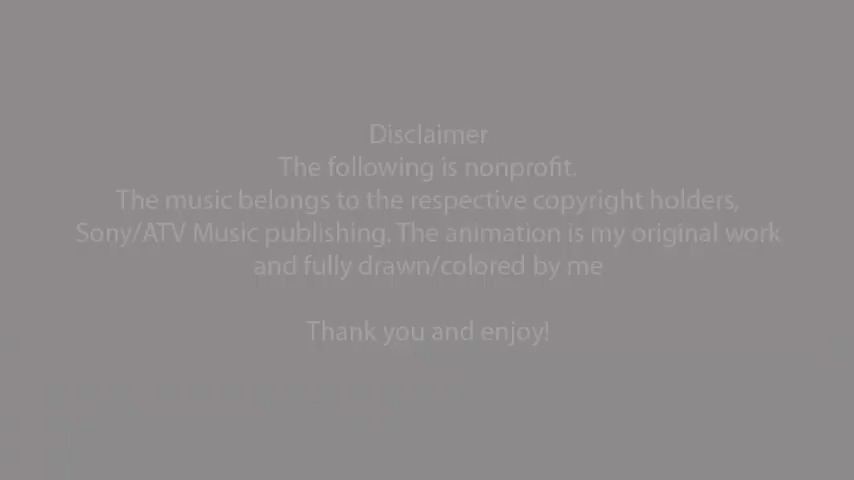 Disclaimer
The following is nonprofit.
The music belongs to the respective copyright holders,
Sony/ATV Music publishing. The animation is my original work
and fully drawn/colored by me
Thank you and enjoy!